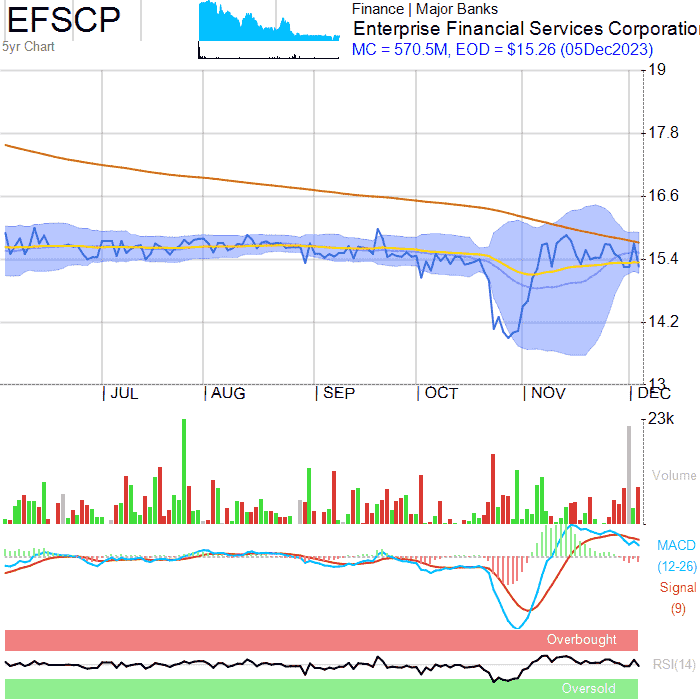 EFSCP
5yr Chart
Finance | Major Banks
Enterprise Financial Services Corporatio
MC = 570.5M, EOD = $15.26 (05Dec2023)
19
17.8
16.6
15.4
14.2
13
JUL AUG SEP OCT NOV DEC
23k
Volume
MACD
(12-26)
Signal
(9)
Overbought
RSI(14)
Oversold